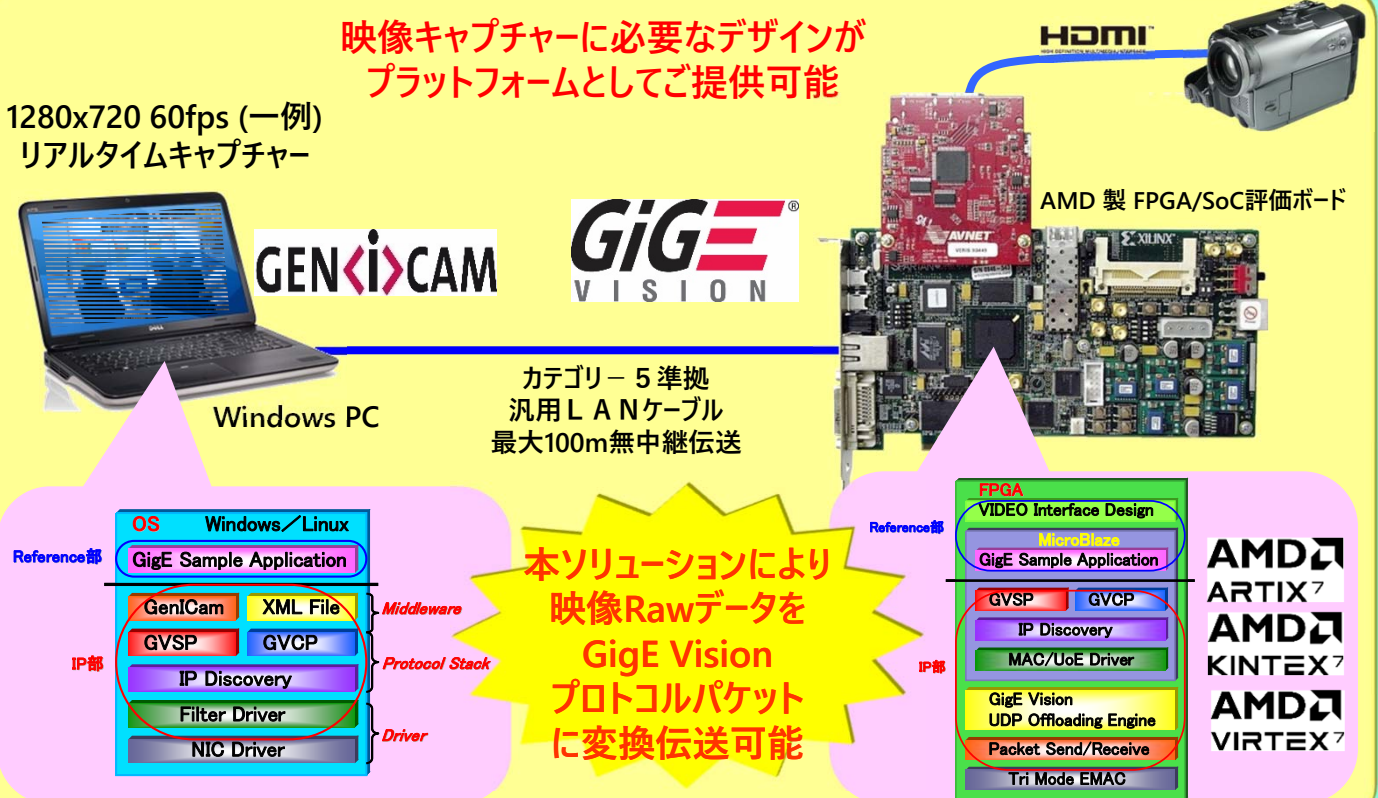 映像キャプチャーに必要なデザインが
プラットフォームとしてご提供可能
HDMI
HIGH DEFINITION MULTIMEDIA INTERFACE
1280x720 60fps (一例)
リアルタイムキャプチャー
AMD 製 FPGA/SoC評価ボード
GEN<i>CAM
GiGE®
VISION
AVNET
XILINX
DELL
Windows PC
カテゴリ－５準拠
汎用ＬＡＮケーブル
最大100m無中継伝送
OS Windows／Linux
Reference部
GigE Sample Application
GenICam XML File
Middleware
GVSP GVCP
IP部
Protocol Stack
IP Discovery
Filter Driver
Driver
NIC Driver
本ソリューションにより
映像Rawデータを
GigE Vision
プロトコルパケット
に変換伝送可能
FPGA
VIDEO Interface Design
Reference部
MicroBlaze
GigE Sample Application
GVSP GVCP
IP Discovery
IP部
MAC/UoE Driver
GigE Vision
UDP Offloading Engine
Packet Send/Receive
Tri Mode EMAC
AMD
ARTIX 7
AMD
KINTEX 7
AMD
VIRTEX 7